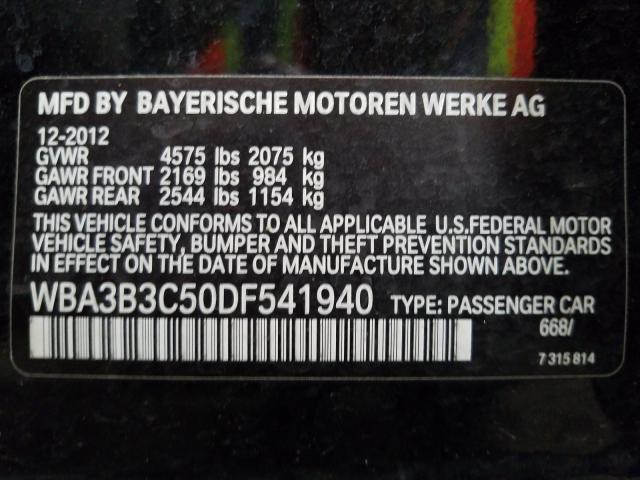 MFD BY BAYERISCHE MOTOREN WERKE AG
12-2012
GVWR 4575 lbs 2075 kg
GAWR FRONT 2169 lbs 984 kg
GAWR REAR 2544 lbs 1154 kg
THIS VEHICLE CONFORMS TO ALL APPLICABLE U.S.FEDERAL MOTOR
VEHICLE SAFETY, BUMPER AND THEFT PREVENTION STANDARDS
IN EFFECT ON THE DATE OF MANUFACTURE SHOWN ABOVE.
WBA3B3C50DF541940 TYPE: PASSENGER CAR
668/
7 315 814